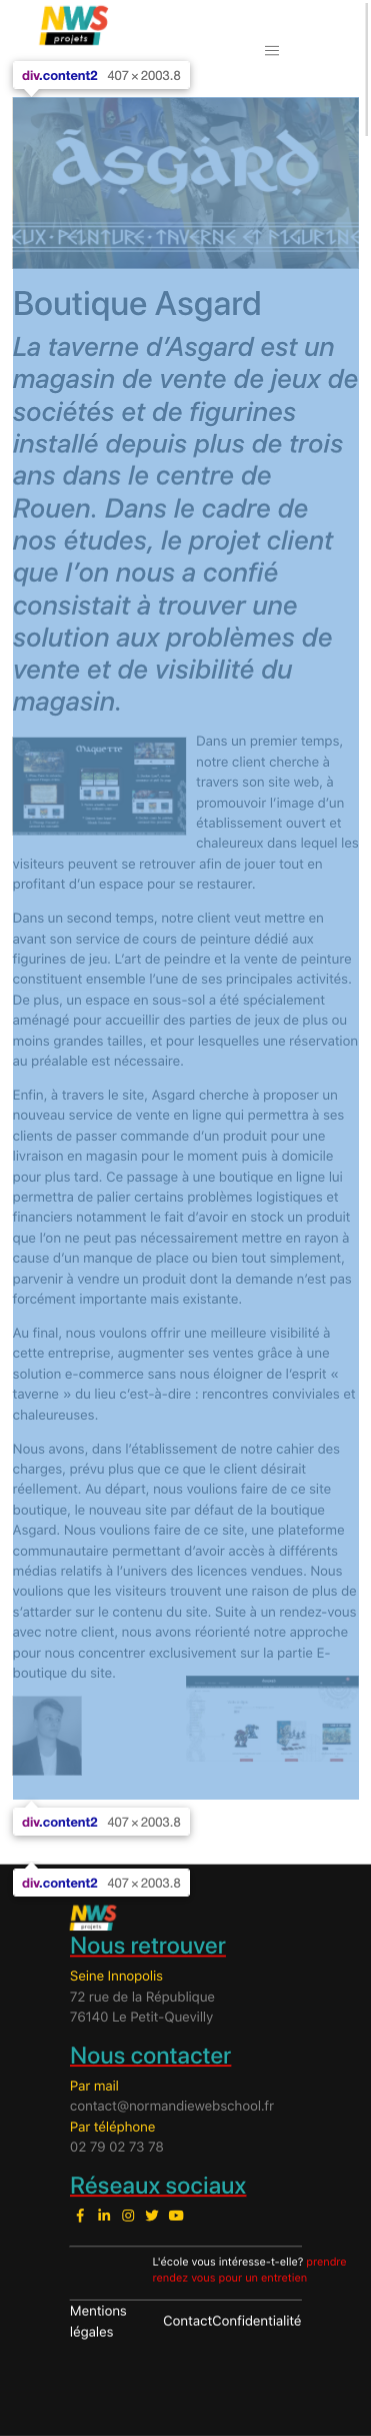 NWS
projets
div.content2 407 × 2003.8
Āsgard
EUX·PEINTURE·TAVERNE ET FIGURINES
Boutique Asgard
La taverne d’Asgard est un
magasin de vente de jeux de
sociétés et de figurines
installé depuis plus de trois
ans dans le centre de
Rouen. Dans le cadre de
nos études, le projet client
que l’on nous a confié
consistait à trouver une
solution aux problèmes de
vente et de visibilité du
magasin.
Maquette
Dans un premier temps,
notre client cherche à
travers son site web, à
promouvoir l’image d’un
établissement ouvert et
chaleureux dans lequel les
visiteurs peuvent se retrouver afin de jouer tout en
profitant d’un espace pour se restaurer.
Dans un second temps, notre client veut mettre en
avant son service de cours de peinture dédié aux
figurines de jeu. L’art de peindre et la vente de peinture
constituent ensemble l’une de ses principales activités.
De plus, un espace en sous-sol a été spécialement
aménagé pour accueillir des parties de jeux de plus ou
moins grandes tailles, et pour lesquelles une réservation
au préalable est nécessaire.
Enfin, à travers le site, Asgard cherche à proposer un
nouveau service de vente en ligne qui permettra à ses
clients de passer commande d’un produit pour une
livraison en magasin pour le moment puis à domicile
pour plus tard. Ce passage à une boutique en ligne lui
permettra de palier certains problèmes logistiques et
financiers notamment le fait d’avoir en stock un produit
que l’on ne peut pas nécessairement mettre en rayon à
cause d’un manque de place ou bien tout simplement,
parvenir à vendre un produit dont la demande n’est pas
forcément importante mais existante.
Au final, nous voulons offrir une meilleure visibilité à
cette entreprise, augmenter ses ventes grâce à une
solution e-commerce sans nous éloigner de l’esprit «
taverne » du lieu c’est-à-dire : rencontres conviviales et
chaleureuses.
Nous avons, dans l’établissement de notre cahier des
charges, prévu plus que ce que le client désirait
réellement. Au départ, nous voulions faire de ce site
boutique, le nouveau site par défaut de la boutique
Asgard. Nous voulions faire de ce site, une plateforme
communautaire permettant d’avoir accès à différents
médias relatifs à l’univers des licences vendues. Nous
voulions que les visiteurs trouvent une raison de plus de
s’attarder sur le contenu du site. Suite à un rendez-vous
avec notre client, nous avons réorienté notre approche
pour nous concentrer exclusivement sur la partie E-
boutique du site.
div.content2 407 × 2003.8
div.content2 407 × 2003.8
NWS
projets
Nous retrouver
Seine Innopolis
72 rue de la République
76140 Le Petit-Quevilly
Nous contacter
Par mail
contact@normandiewebschool.fr
Par téléphone
02 79 02 73 78
Réseaux sociaux
L'école vous intéresse-t-elle? prendre
rendez vous pour un entretien
Mentions
légales
ContactConfidentialité